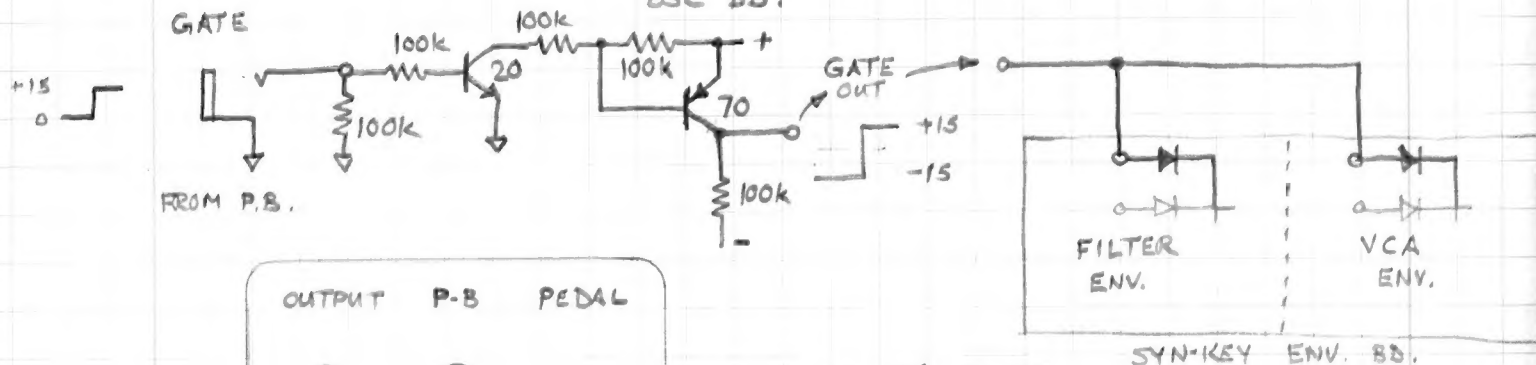 GATE
+15
0
100k
100k
20
100k
100k
+
70
GATE
OUT
+15
-15
100k
-
FROM P.B.
FILTER
ENV.
VCA
ENV.
SYN-KEY ENV. BD.
OUTPUT P-B PEDAL